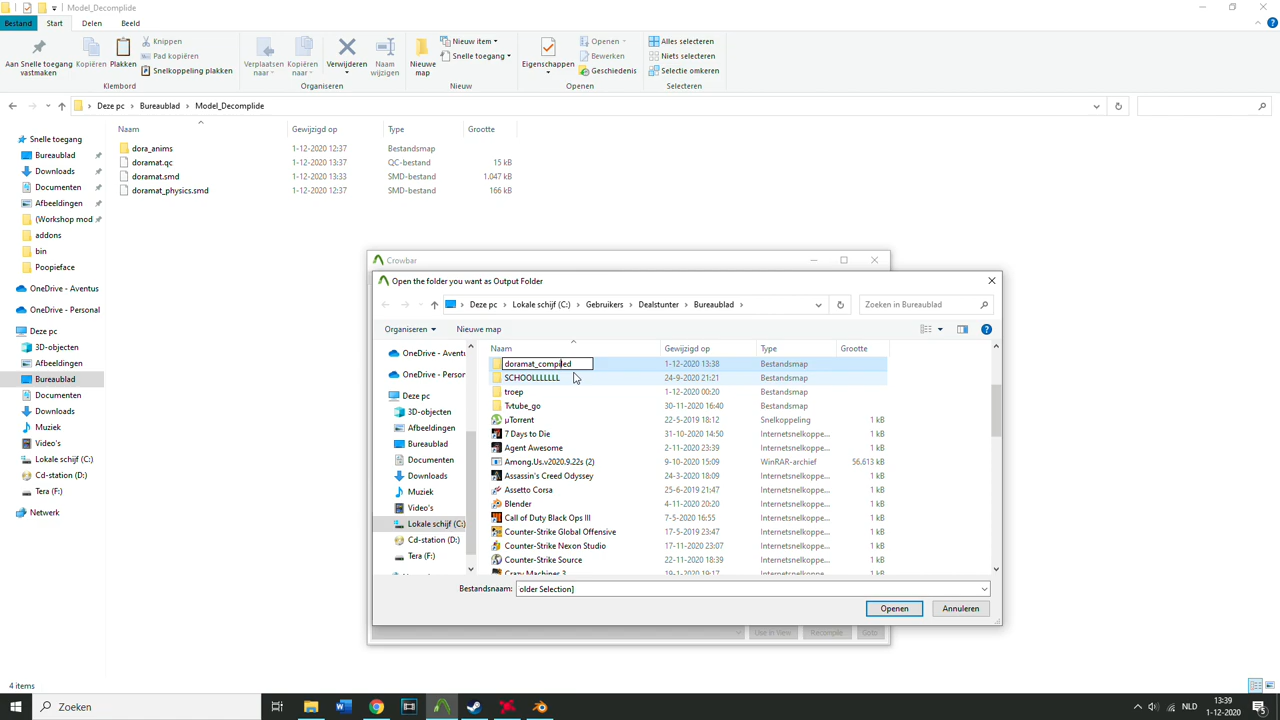 Model_Decomplide
Bestand Start Delen Beeld
Aan Snelle toegang vastmaken
Kopiëren
Plakken
Knippen
Pad kopiëren
Snelkoppeling plakken
Klembord
Verplaatsen naar
Kopiëren naar
Verwijderen
Naam wijzigen
Organiseren
Nieuwe map
Nieuw item
Snelle toegang
Nieuw
Eigenschappen
Openen
Bewerken
Geschiedenis
Openen
Alles selecteren
Niets selecteren
Selectie omkeren
Selecteren
Deze pc > Bureaublad > Model_Decomplide
Naam Gewijzigd op Type Grootte
dora_anims 1-12-2020 12:37 Bestandsmap
doramat.qc 1-12-2020 13:37 QC-bestand 15 kB
doramat.smd 1-12-2020 13:33 SMD-bestand 1.047 kB
doramat_physics.smd 1-12-2020 12:37 SMD-bestand 166 kB
Snelle toegang
Bureaublad
Downloads
Documenten
Afbeeldingen
(Workshop mod
addons
bin
Poopieface
OneDrive - Aventus
OneDrive - Personal
Deze pc
3D-objecten
Afbeeldingen
Bureaublad
Documenten
Downloads
Muziek
Video's
Lokale schijf (C:)
Cd-station (D:)
Tera (F:)
Netwerk
4 items
Crowbar
Open the folder you want as Output Folder
Deze pc > Lokale schijf (C:) > Gebruikers > Dealstunter > Bureaublad >
Zoeken in Bureaublad
Organiseren
Nieuwe map
OneDrive - Aventu
OneDrive - Persor
Deze pc
3D-objecten
Afbeeldingen
Bureaublad
Documenten
Downloads
Muziek
Video's
Lokale schijf (C:)
Cd-station (D:)
Tera (F:)
Naam Gewijzigd op Type Grootte
doramat_compiled 1-12-2020 13:38 Bestandsmap
SCHOOLLLLLLL 24-9-2020 21:21 Bestandsmap
troep 1-12-2020 00:20 Bestandsmap
Tvtube_go 30-11-2020 16:40 Bestandsmap
µTorrent 22-5-2019 18:12 Snelkoppeling 1 kB
7 Days to Die 31-10-2020 14:50 Internetsnelkoppe... 1 kB
Agent Awesome 2-11-2020 23:39 Internetsnelkoppe... 1 kB
Among.Us.v2020.9.22s (2) 9-10-2020 15:09 WinRAR-archief 56.613 kB
Assassin's Creed Odyssey 24-3-2020 18:09 Internetsnelkoppe... 1 kB
Assetto Corsa 25-6-2019 21:47 Internetsnelkoppe... 1 kB
Blender 4-11-2020 20:20 Internetsnelkoppe... 1 kB
Call of Duty Black Ops III 7-5-2020 16:55 Internetsnelkoppe... 1 kB
Counter-Strike Global Offensive 17-5-2019 23:47 Internetsnelkoppe... 1 kB
Counter-Strike Nexon Studio 17-11-2020 23:07 Internetsnelkoppe... 1 kB
Counter-Strike Source 22-11-2020 18:39 Internetsnelkoppe... 1 kB
Crazy Machines 3 19-1-2020 19:17 Internetsnelkoppe... 1 kB
Bestandsnaam: older Selection]
Openen
Annuleren
Use in View
Recompile
Goto
Zoeken
NLD
13:39
1-12-2020
5